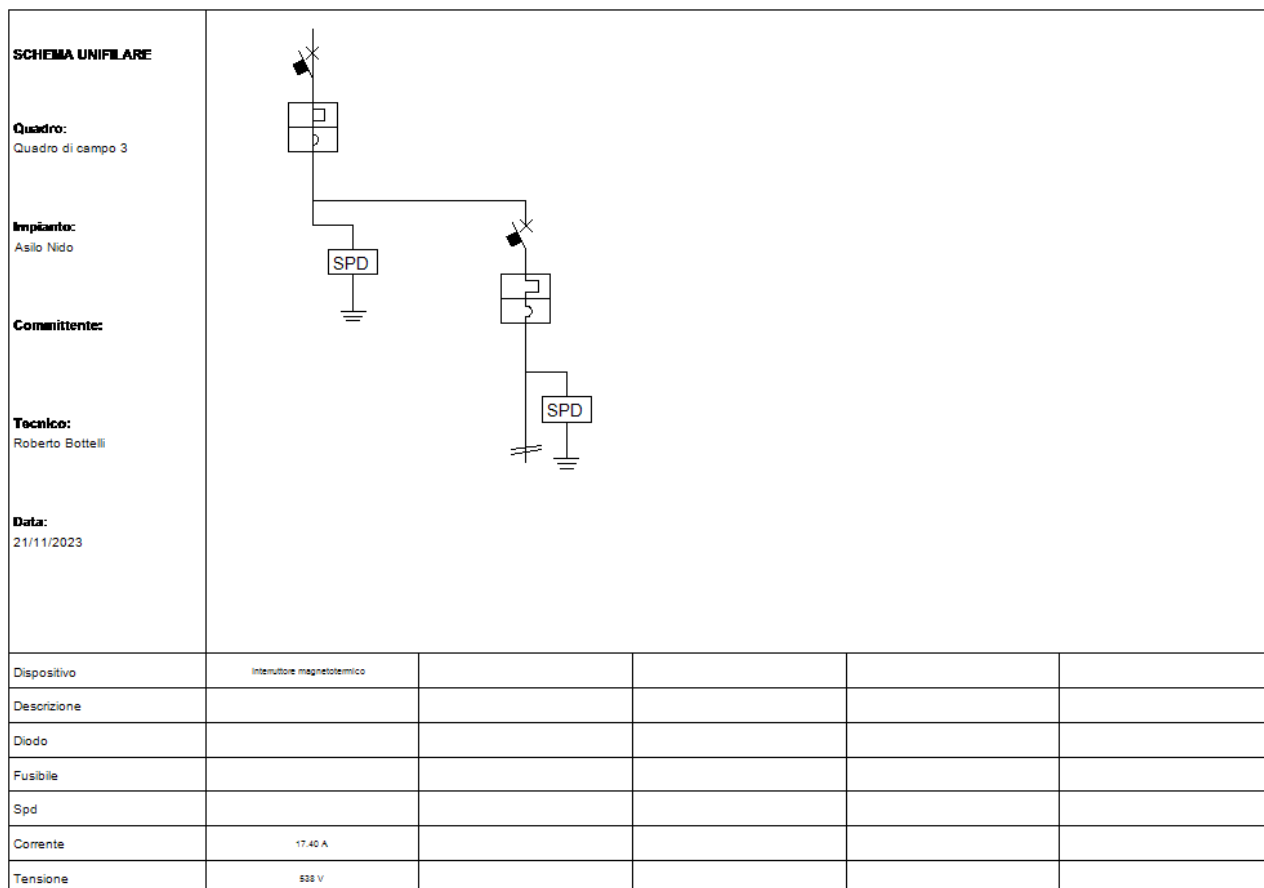 SCHEMA UNIFILARE
Quadro:
Quadro di campo 3
Impianto:
Asilo Nido
Committente:
Tecnico:
Roberto Bottelli
Data:
21/11/2023
SPD
SPD
Dispositivo
Interruttore magnetotermico
Descrizione
Diodo
Fusibile
Spd
Corrente
17.40 A
Tensione
538 V